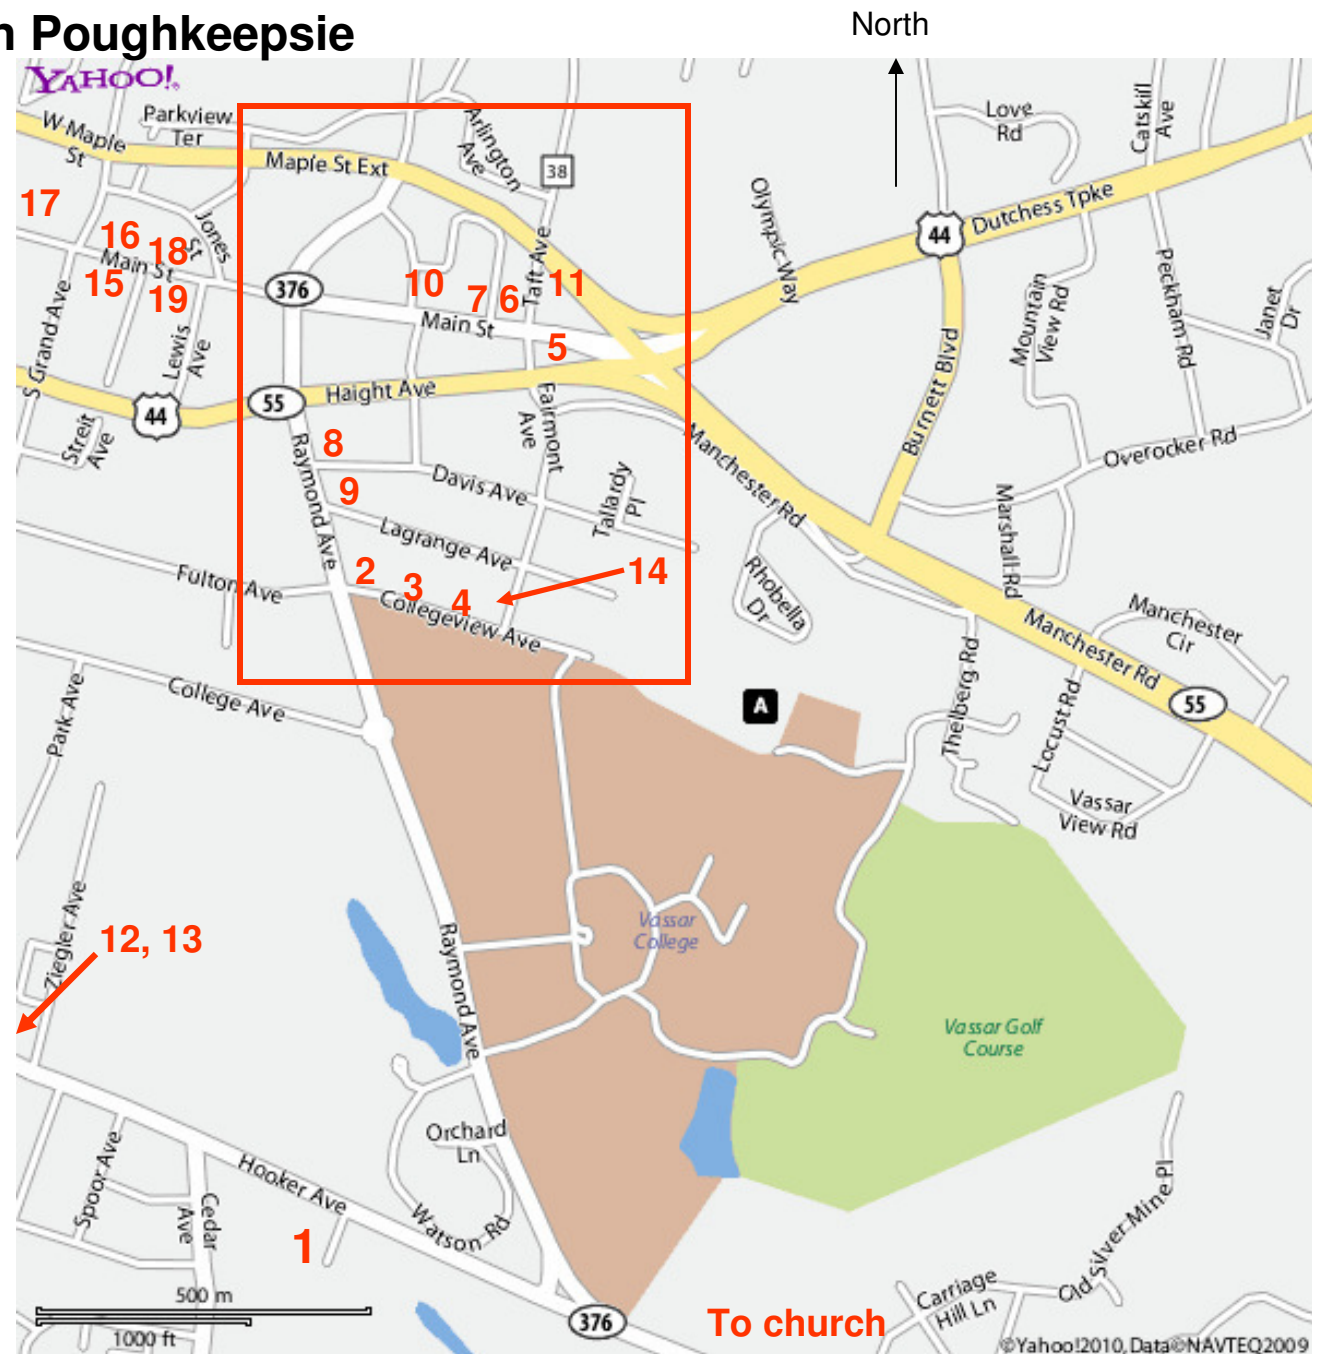 n Poughkeepsie
North
YAHOO!
W Maple
St
Parkview
Ter
Maple St Ext
Arlington
Ave
38
Love
Rd
Catskill
Ave
Dutchess Tpke
44
Olympic Way
17
16
18
Jones
St
Main St
15
19
376
10
7
6
Taft Ave
11
Main St
5
S Grand Ave
Lewis
Ave
44
55
Haight Ave
Streit
Ave
Mountain
View Rd
Peckham Rd
Janet
Dr
Burnett Blvd
Overocker Rd
8
9
Raymond Ave
Davis Ave
Fairmont
Ave
Tallardy
Pl
Lagrange Ave
Manchester Rd
Marshall Rd
Fulton Ave
2
3
4
14
Collegeview Ave
Rhobella
Dr
Manchester
Cir
Manchester Rd
55
College Ave
Park Ave
A
Thelberg Rd
Locust Rd
Vassar
View Rd
Ziegler Ave
12, 13
Raymond Ave
Vassar
College
Vassar Golf
Course
Orchard
Ln
Spoor Ave
Cedar
Ave
Hooker Ave
Watson Rd
1
Old Silver Mine Pl
Carriage
Hill Ln
500 m
1000 ft
376
To church
©Yahoo!2010, Data©NAVTEQ2009